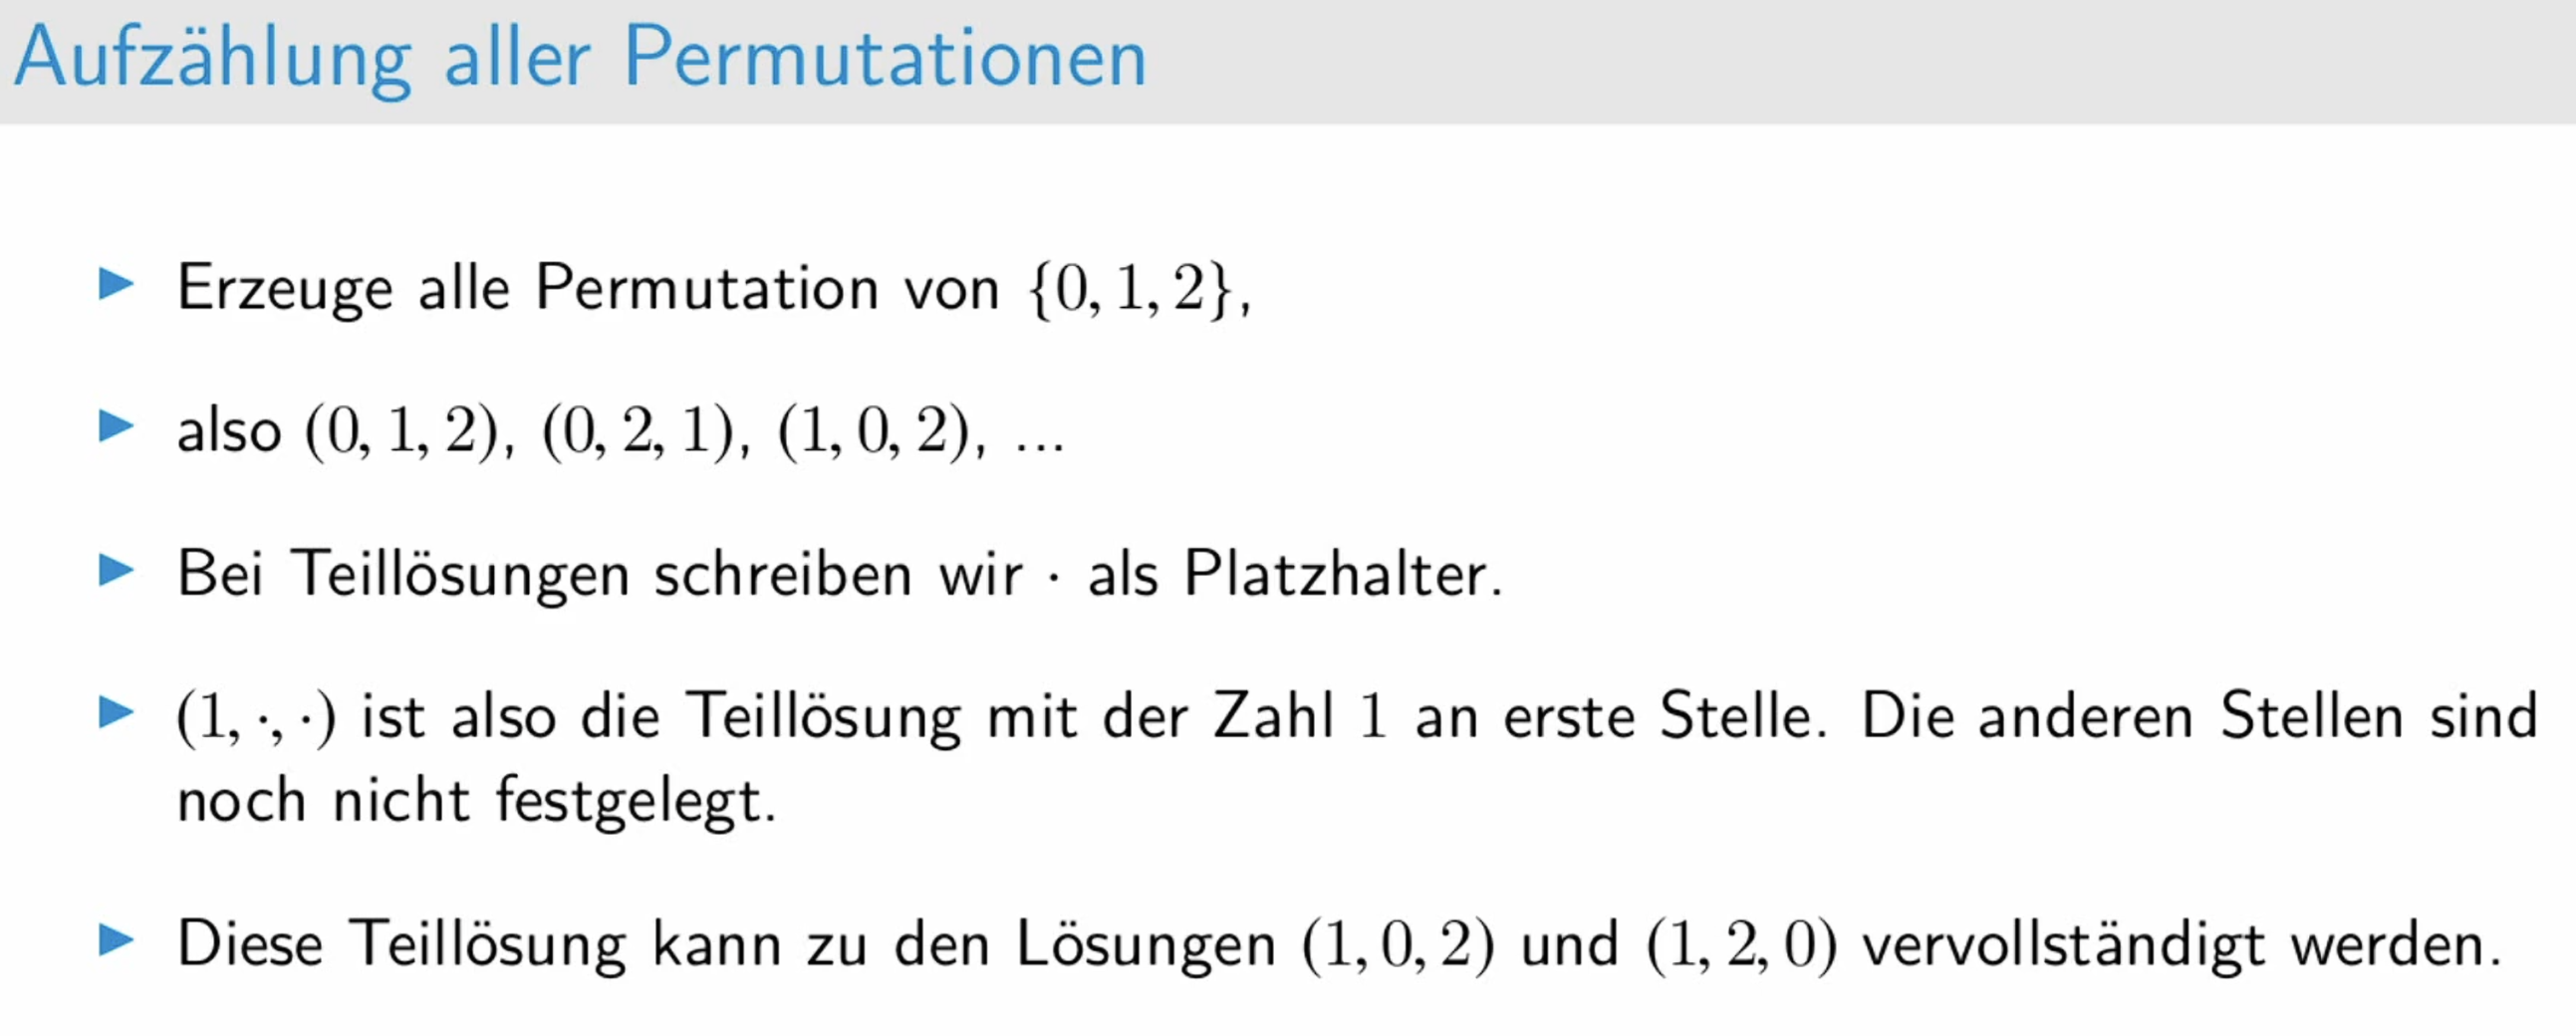 Aufzählung aller Permutationen
▶ Erzeuge alle Permutation von {0, 1, 2},
▶ also (0, 1, 2), (0, 2, 1), (1, 0, 2), ...
▶ Bei Teillösungen schreiben wir · als Platzhalter.
▶ (1, ·, ·) ist also die Teillösung mit der Zahl 1 an erste Stelle. Die anderen Stellen sind
noch nicht festgelegt.
▶ Diese Teillösung kann zu den Lösungen (1, 0, 2) und (1, 2, 0) vervollständigt werden.